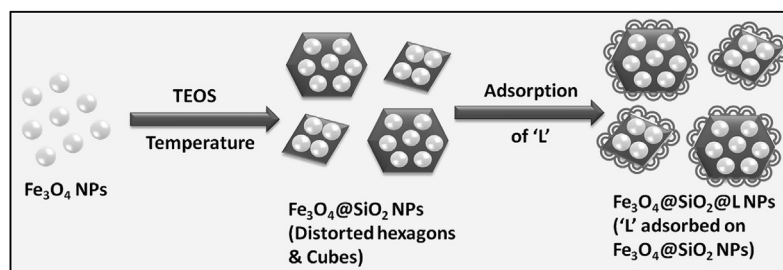 Fe₃O₄ NPs
TEOS
Temperature
Fe₃O₄@SiO₂ NPs
(Distorted hexagons
& Cubes)
Adsorption
of ‘L’
Fe₃O₄@SiO₂@L NPs
(‘L’ adsorbed on
Fe₃O₄@SiO₂ NPs)